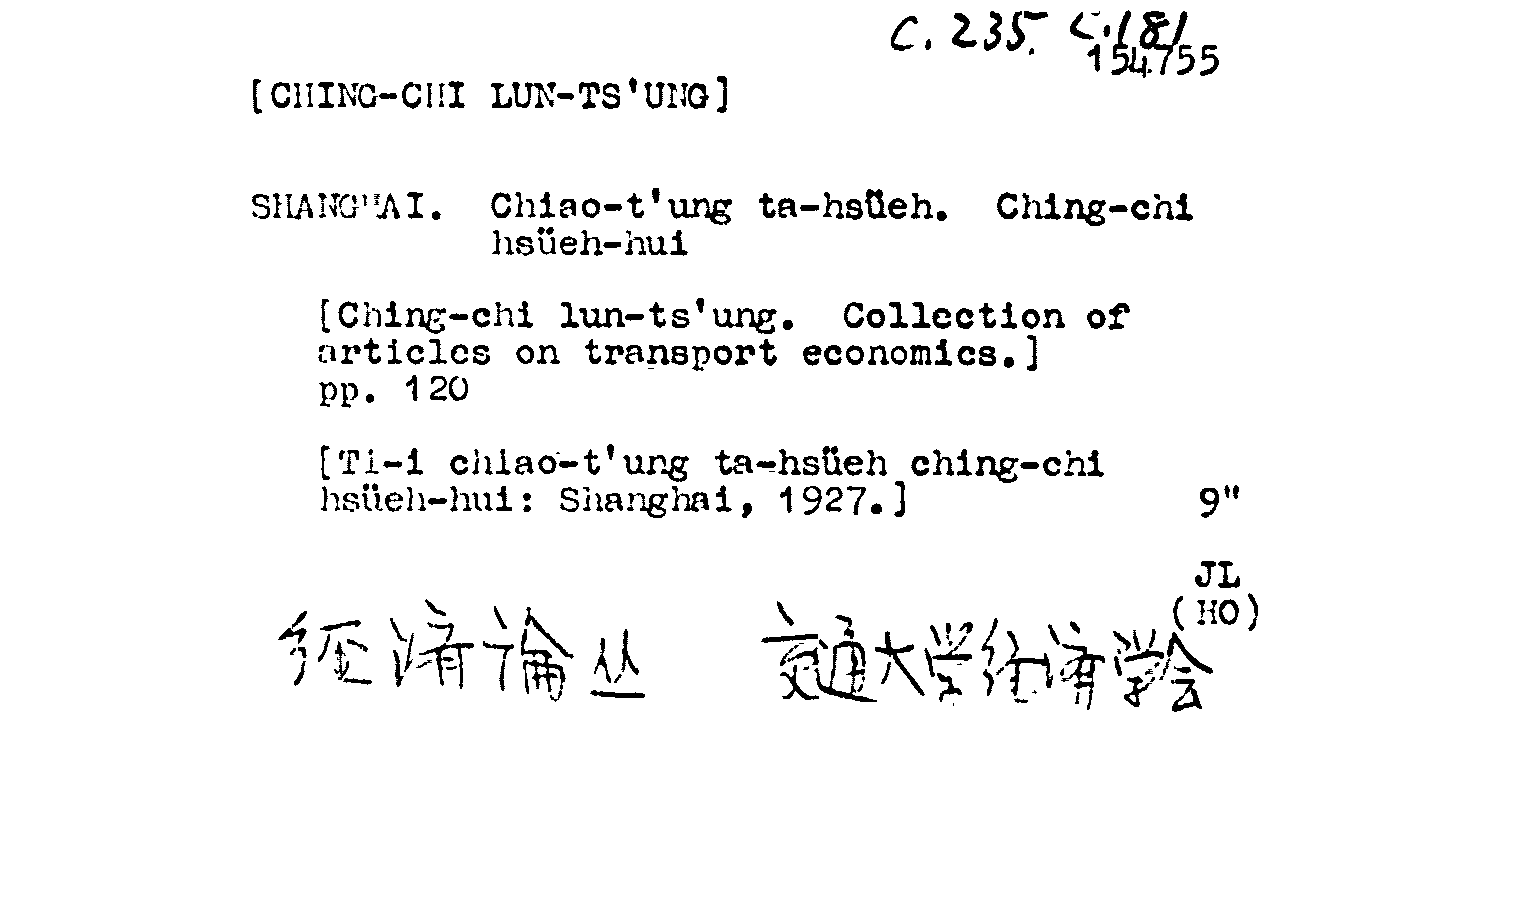 C. 235. C.181
154755
[CHING-CHI LUN-TS'UNG]
SHANGHAI. Chiao-t'ung ta-hsüeh. Ching-chi
hsüeh-hui
[Ching-chi lun-ts'ung. Collection of
articles on transport economics.]
pp. 120
[Ti-i chiao-t'ung ta-hsüeh ching-chi
hsüeh-hui: Shanghai, 1927.] 9"
JL
(HO)
经济論丛 交通大学经济学会